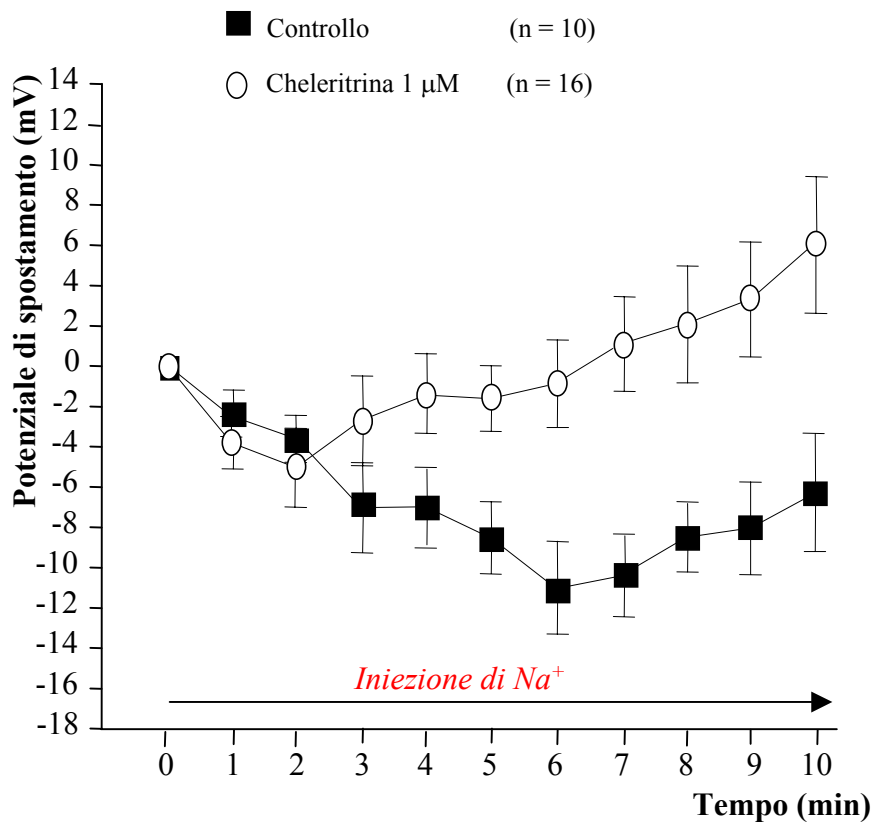 Controllo (n = 10)
Cheleritrina 1 μM (n = 16)
Potenziale di spostamento (mV)
14
12
10
8
6
4
2
0
-2
-4
-6
-8
-10
-12
-14
-16
-18
Iniezione di Na⁺
0 1 2 3 4 5 6 7 8 9 10
Tempo (min)